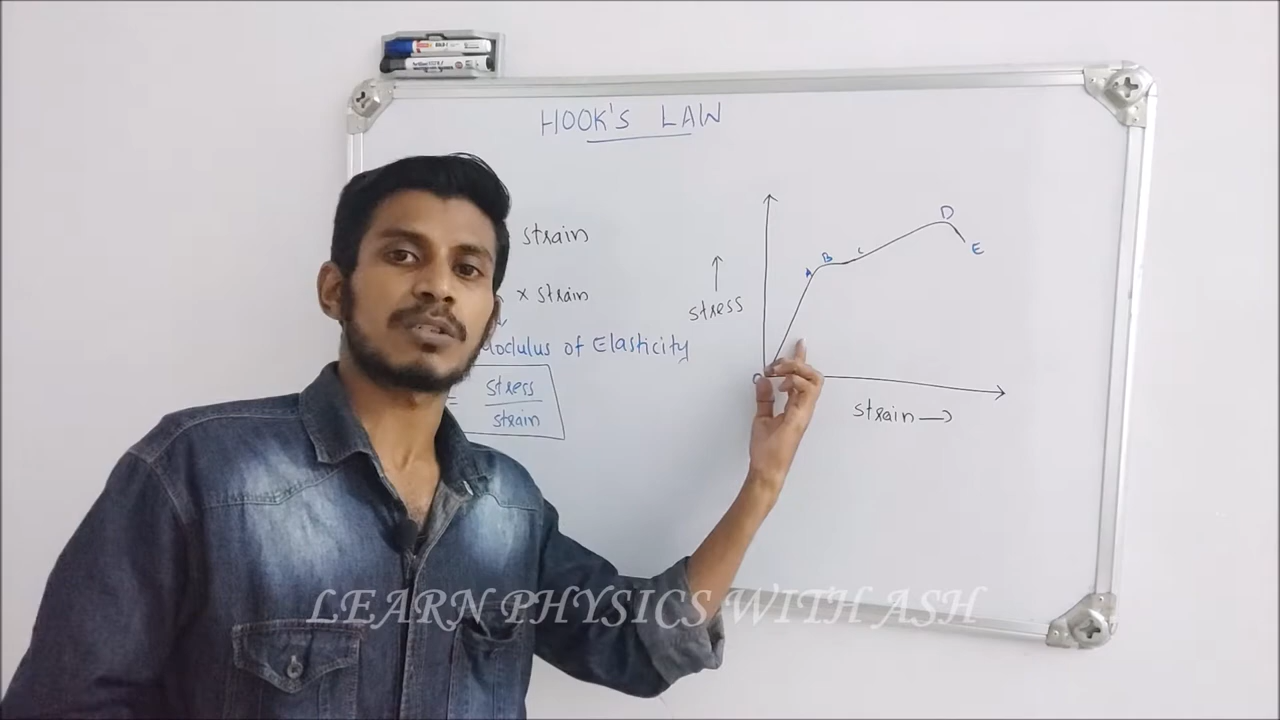 HOOK'S LAW
strain
× strain
Modulus of Elasticity
= stress
strain
stress
A
B
C
D
E
strain
LEARN PHYSICS WITH ASH